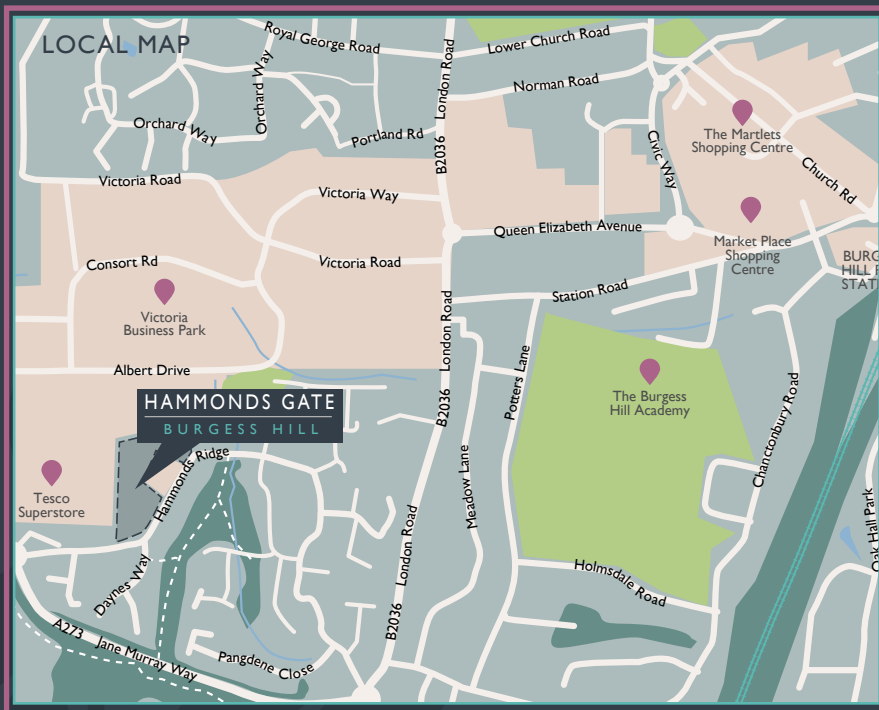 LOCAL MAP
Royal George Road
Lower Church Road
London Road
B2036
Orchard Way
Norman Road
Orchard Way
Portland Rd
Civic Way
The Martlets
Shopping Centre
Church Rd
Victoria Road
Victoria Way
Queen Elizabeth Avenue
Market Place
Shopping
Centre
Consort Rd
Victoria Road
Station Road
Victoria
Business Park
London Road
B2036
Albert Drive
Potters Lane
The Burgess
Hill Academy
HAMMONDS GATE
BURGESS HILL
Chanctonbury Road
Hammonds Ridge
Meadow Lane
Tesco
Superstore
Oak Hall Park
London Road
B2036
Daynes Way
Holmsdale Road
A273
Jane Murray Way
Pangdene Close